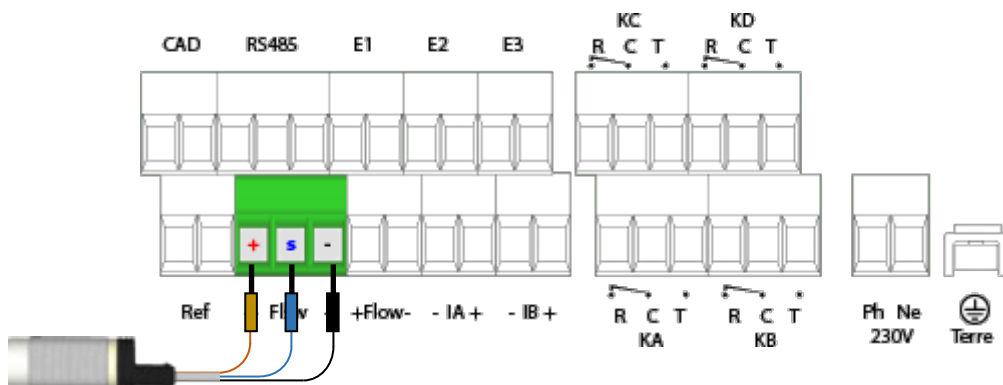 KC KD
CAD RS485 E1 E2 E3 R C T R C T
+ s -
Ref Flow +Flow- - IA + - IB + R C T R C T Ph Ne
KA KB 230V Terre